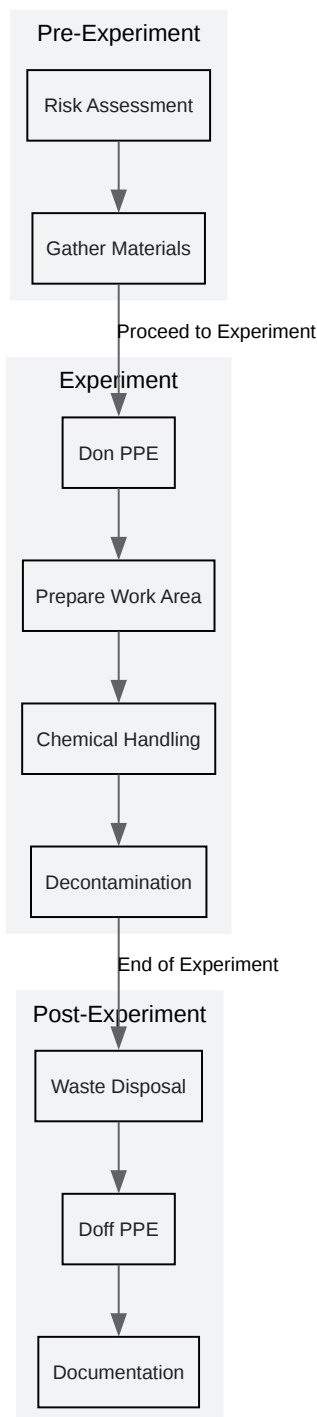 Pre-Experiment
Risk Assessment
Gather Materials
Proceed to Experiment
Experiment
Don PPE
Prepare Work Area
Chemical Handling
Decontamination
End of Experiment
Post-Experiment
Waste Disposal
Doff PPE
Documentation